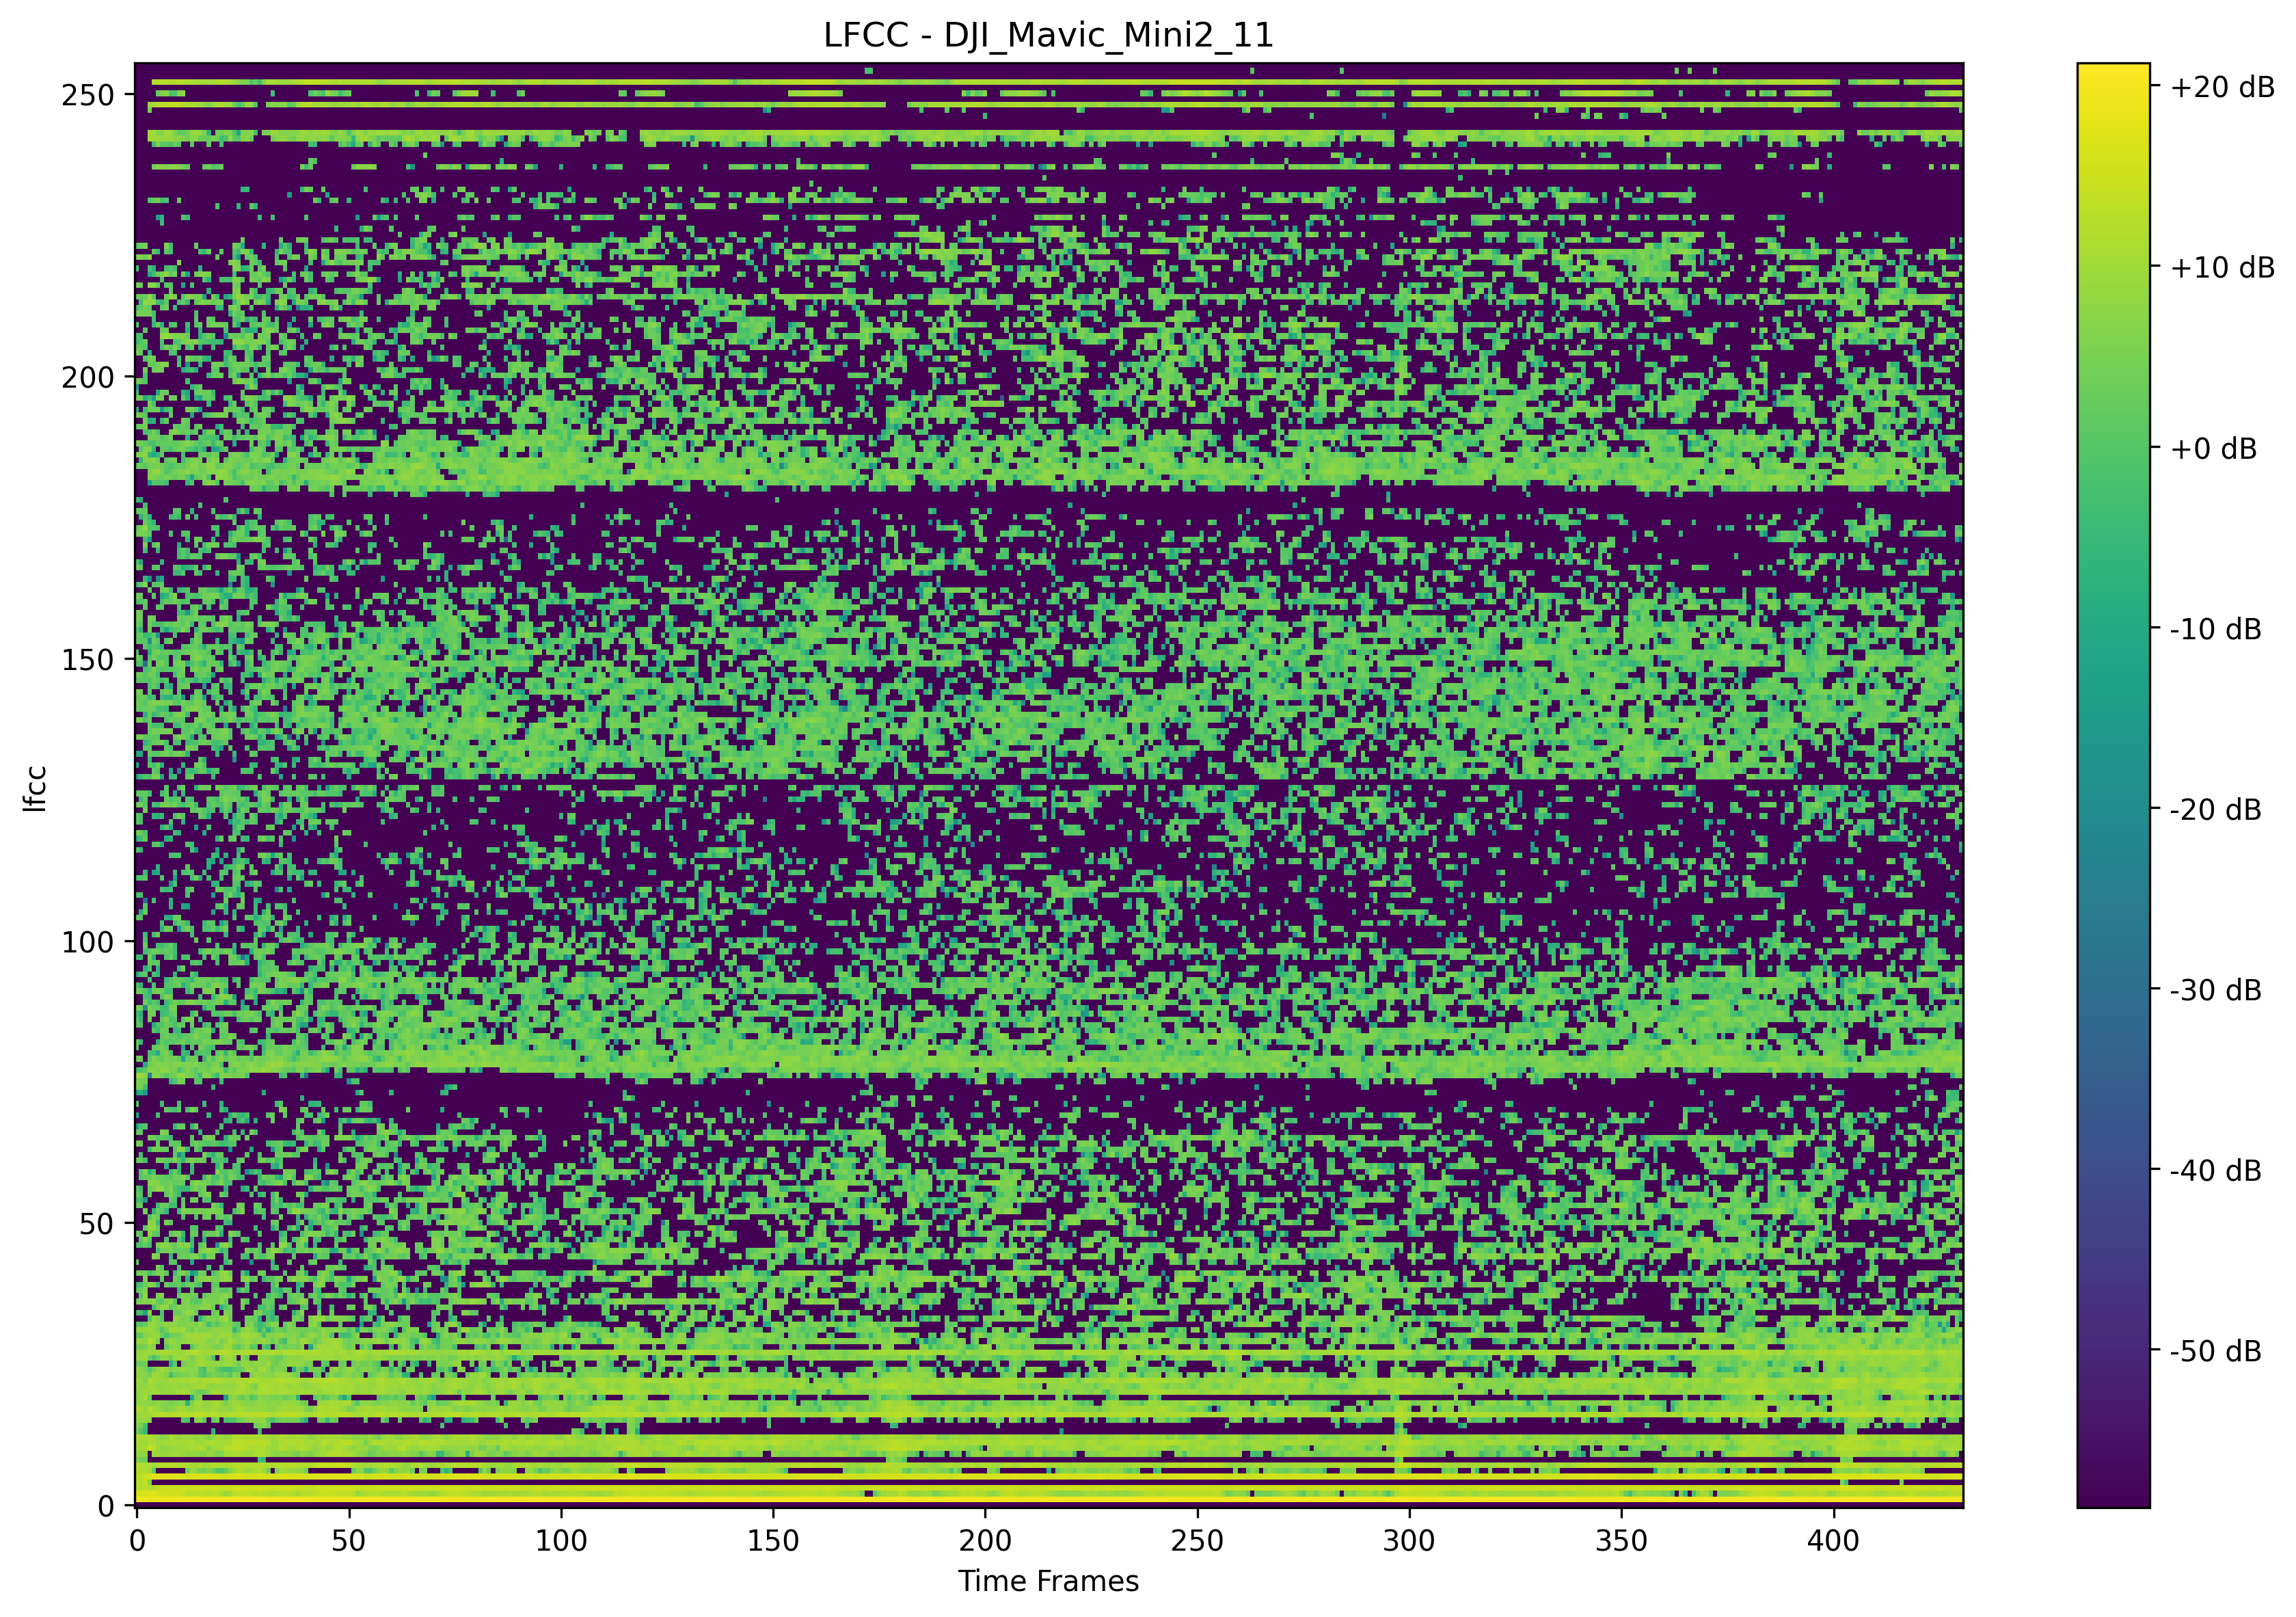 LFCC - DJI_Mavic_Mini2_11
250
200
150
100
50
0
lfcc
0 50 100 150 200 250 300 350 400
Time Frames
+20 dB
+10 dB
+0 dB
-10 dB
-20 dB
-30 dB
-40 dB
-50 dB